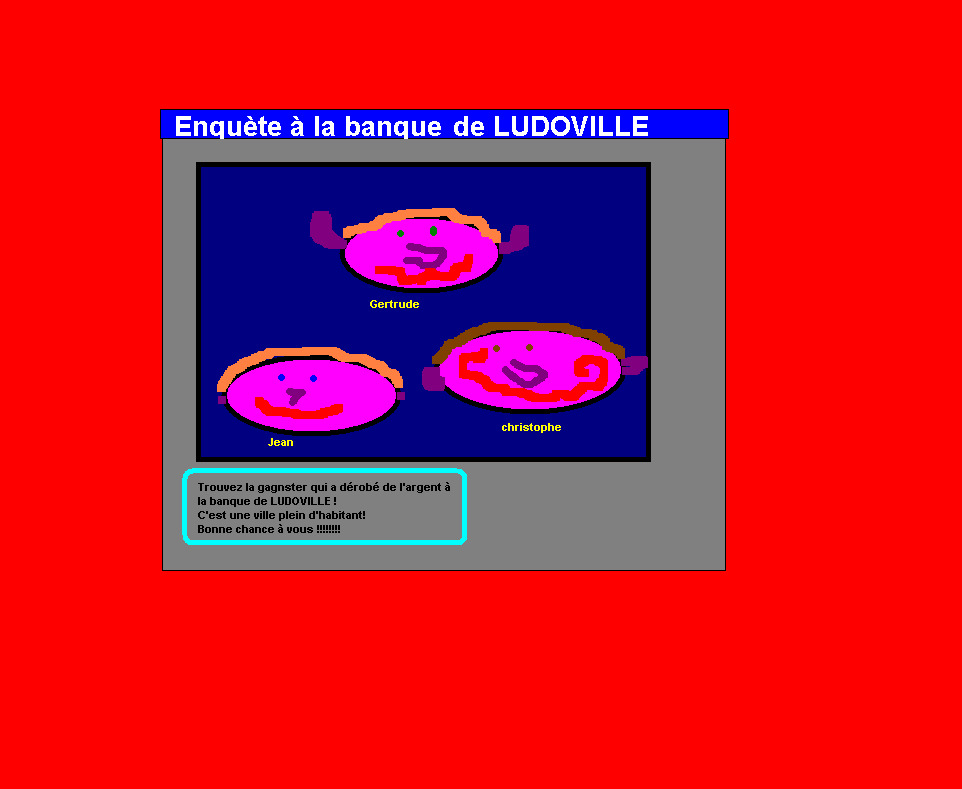 Enquète à la banque de LUDOVILLE
Gertrude
christophe
Jean
Trouvez la gagnster qui a dérobé de l'argent à
la banque de LUDOVILLE !
C'est une ville plein d'habitant!
Bonne chance à vous !!!!!!!!